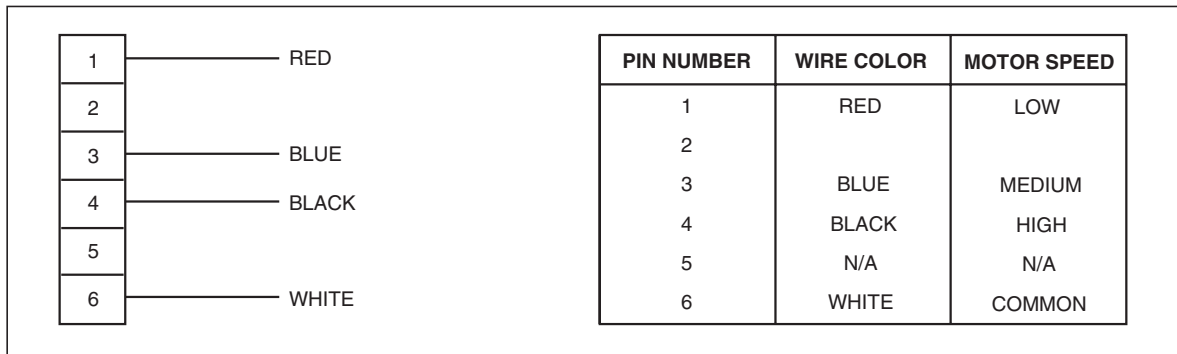 1 RED
2
3 BLUE
4 BLACK
5
6 WHITE
PIN NUMBER WIRE COLOR MOTOR SPEED
1 RED LOW
2
3 BLUE MEDIUM
4 BLACK HIGH
5 N/A N/A
6 WHITE COMMON